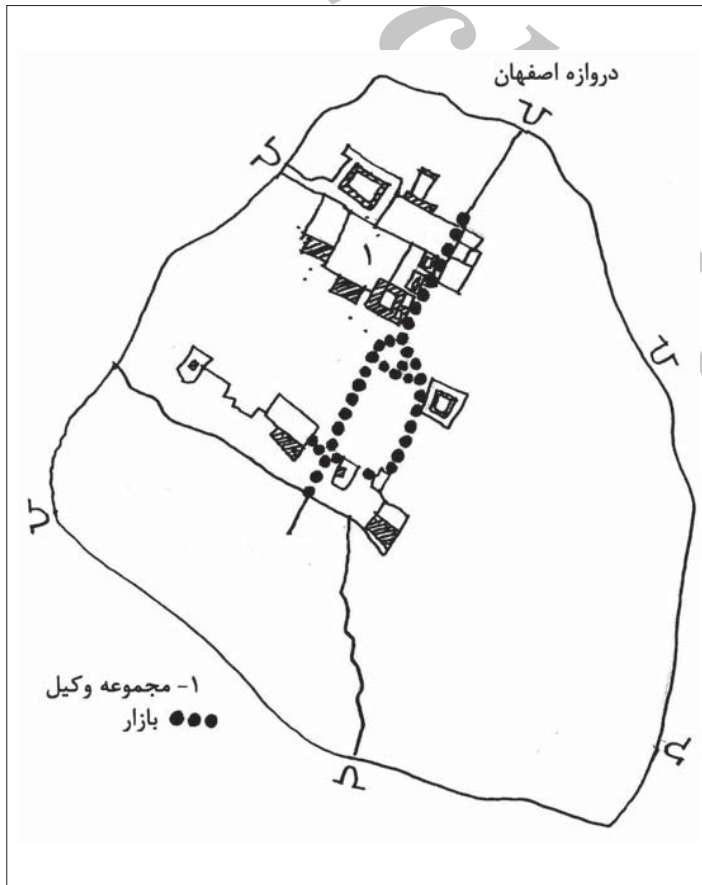 دروازه اصفهان
۱
۱- مجموعه وکیل
بازار